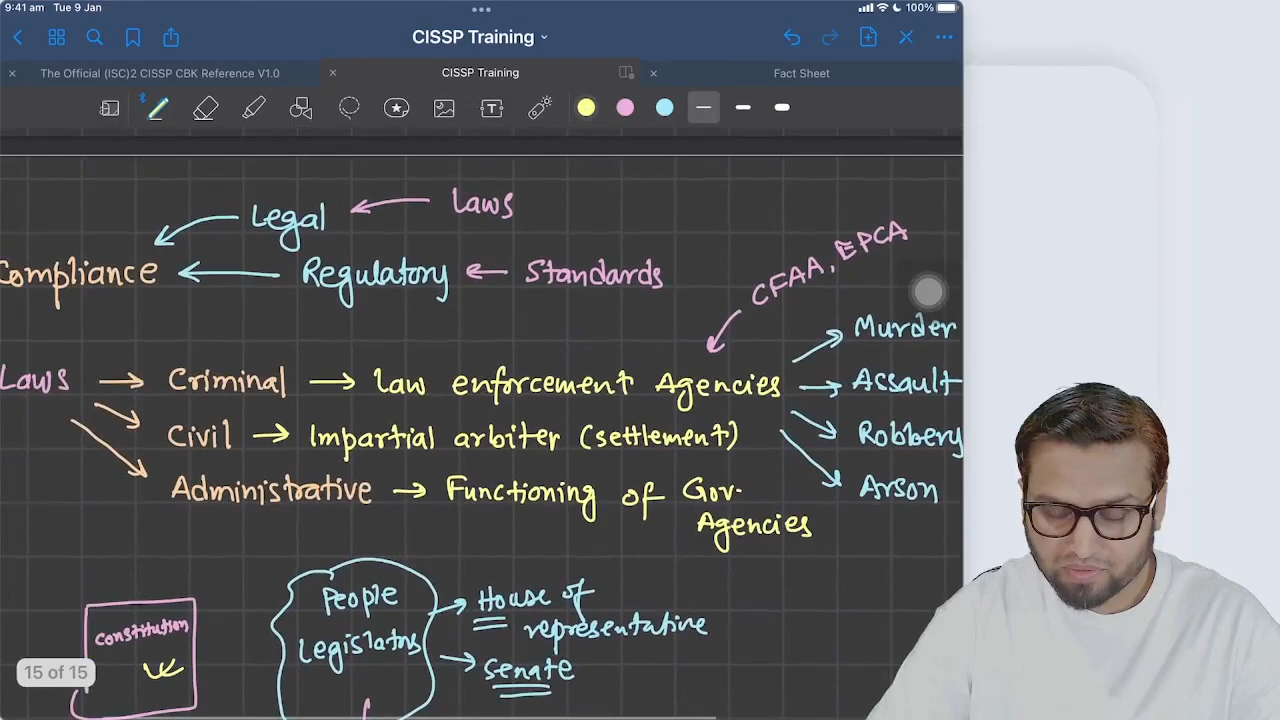 9:41 am Tue 9 Jan
100%
CISSP Training
The Official (ISC)2 CISSP CBK Reference V1.0
CISSP Training
Fact Sheet
Legal
Laws
Compliance
Regulatory
Standards
CFAA, EPCA
Murder
Laws
Criminal
Law enforcement Agencies
Assault
Civil
Impartial arbiter (settlement)
Robbery
Administrative
Functioning of Gov.
Agencies
Arson
People
Legislators
House of
representative
Senate
Constitution
15 of 15